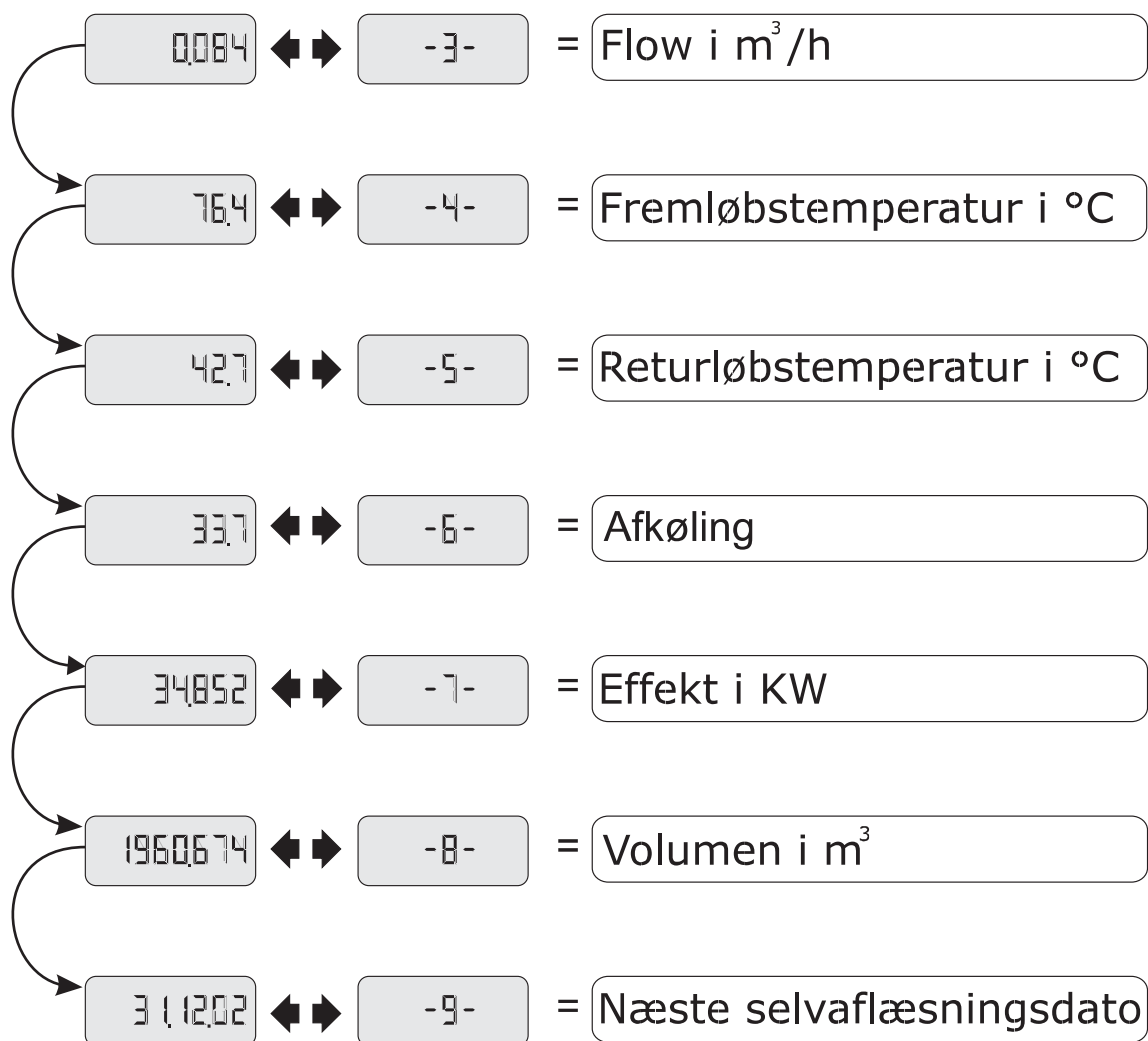 0.084 -3- = Flow i m³/h
76.4 -4- = Fremløbstemperatur i °C
42.7 -5- = Returløbstemperatur i °C
33.7 -6- = Afkøling
34.852 -7- = Effekt i KW
1960.674 -8- = Volumen i m³
31.12.02 -9- = Næste selvaflæsningsdato